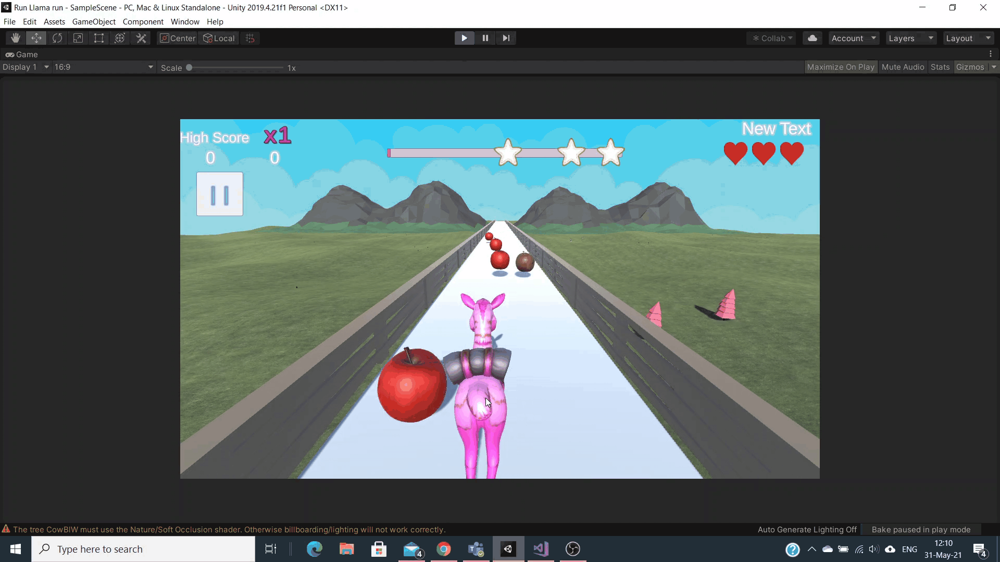 Run Llama run - SampleScene - PC, Mac & Linux Standalone - Unity 2019.4.21f1 Personal <DX11>
File Edit Assets GameObject Component Window Help
Center Local Collab Account Layers Layout
Game
Display 1 16:9 Scale 1x Maximize On Play Mute Audio Stats Gizmos
High Score x1 New Text
0 0
The tree CowBIW must use the Nature/Soft Occlusion shader. Otherwise billboarding/lighting will not work correctly. Auto Generate Lighting Off Bake paused in play mode
Type here to search 4 ENG 12:10 4
31-May-21